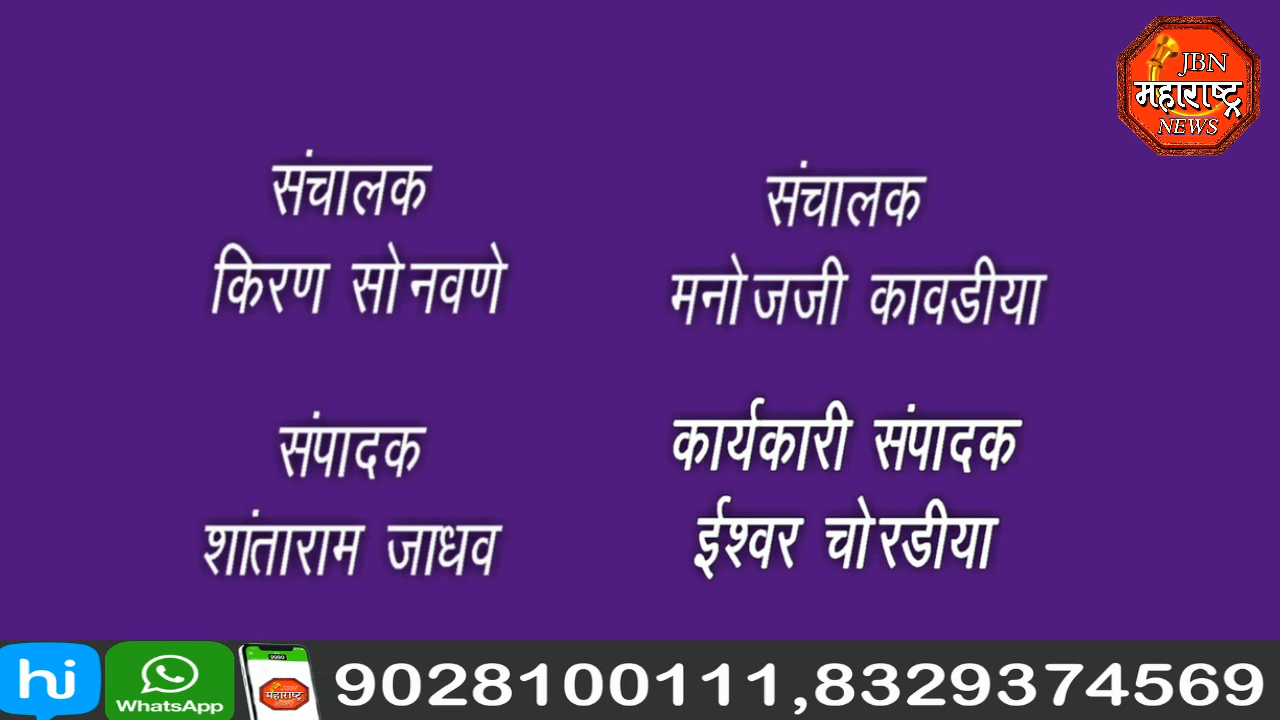 JBN
महाराष्ट्र
NEWS
संचालक
किरण सोनवणे
संचालक
मनोजजी कावडीया
संपादक
शांताराम जाधव
कार्यकारी संपादक
ईश्वर चोरडीया
hi
WhatsApp
महाराष्ट्र
9028100111,8329374569